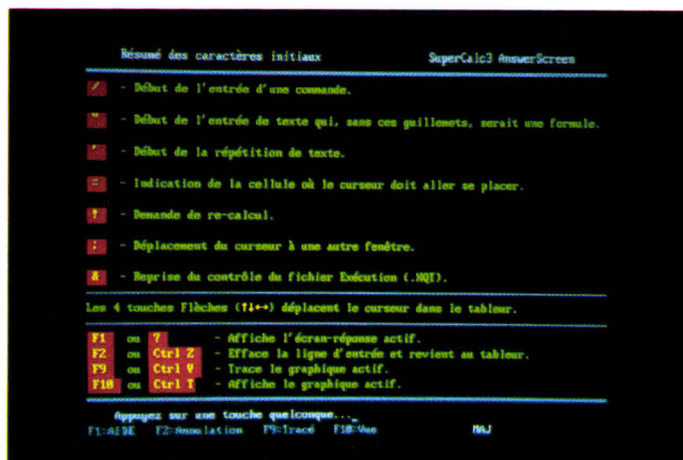 Résumé des caractères initiaux SuperCalc3 AnswerScreen
/ - Début de l'entrée d'une commande.
" - Début de l'entrée de texte qui, sans ces guillemets, serait une formule.
' - Début de la répétition de texte.
= - Indication de la cellule où le curseur doit aller se placer.
! - Demande de re-calcul.
; - Déplacement du curseur à une autre fenêtre.
& - Reprise du contrôle du fichier Exécution (.XQT).
Les 4 touches Flèches (↑↓←→) déplacent le curseur dans le tableur.
F1 ou ? - Affiche l'écran-réponse actif.
F2 ou Ctrl Z - Efface la ligne d'entrée et revient au tableur.
F9 ou Ctrl Y - Trace le graphique actif.
F10 ou Ctrl T - Affiche le graphique actif.
Appuyez sur une touche quelconque..._
F1=AIDE F2=Annulation F9=Tracé F10=Vue MAJ